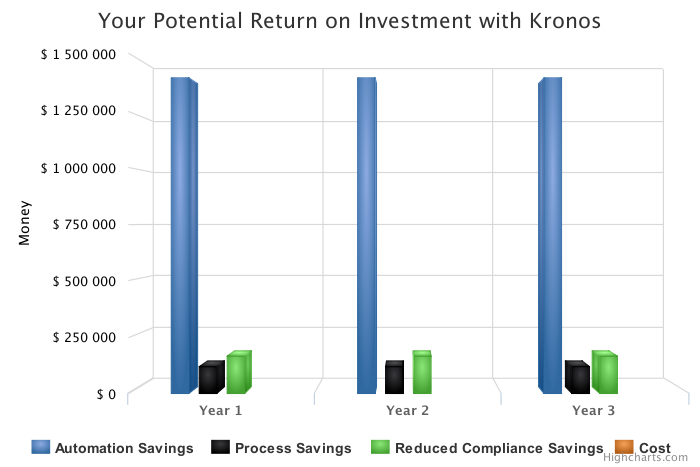 Your Potential Return on Investment with Kronos
$ 1 500 000
$ 1 250 000
$ 1 000 000
$ 750 000
$ 500 000
$ 250 000
$ 0
Money
Year 1 Year 2 Year 3
Automation Savings Process Savings Reduced Compliance Savings Cost
Highcharts.com